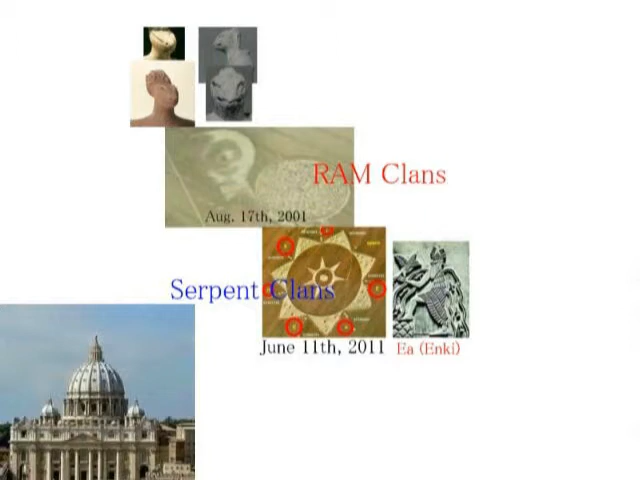 RAM Clans
Aug. 17th, 2001
Serpent Clans
June 11th, 2011
Ea (Enki)